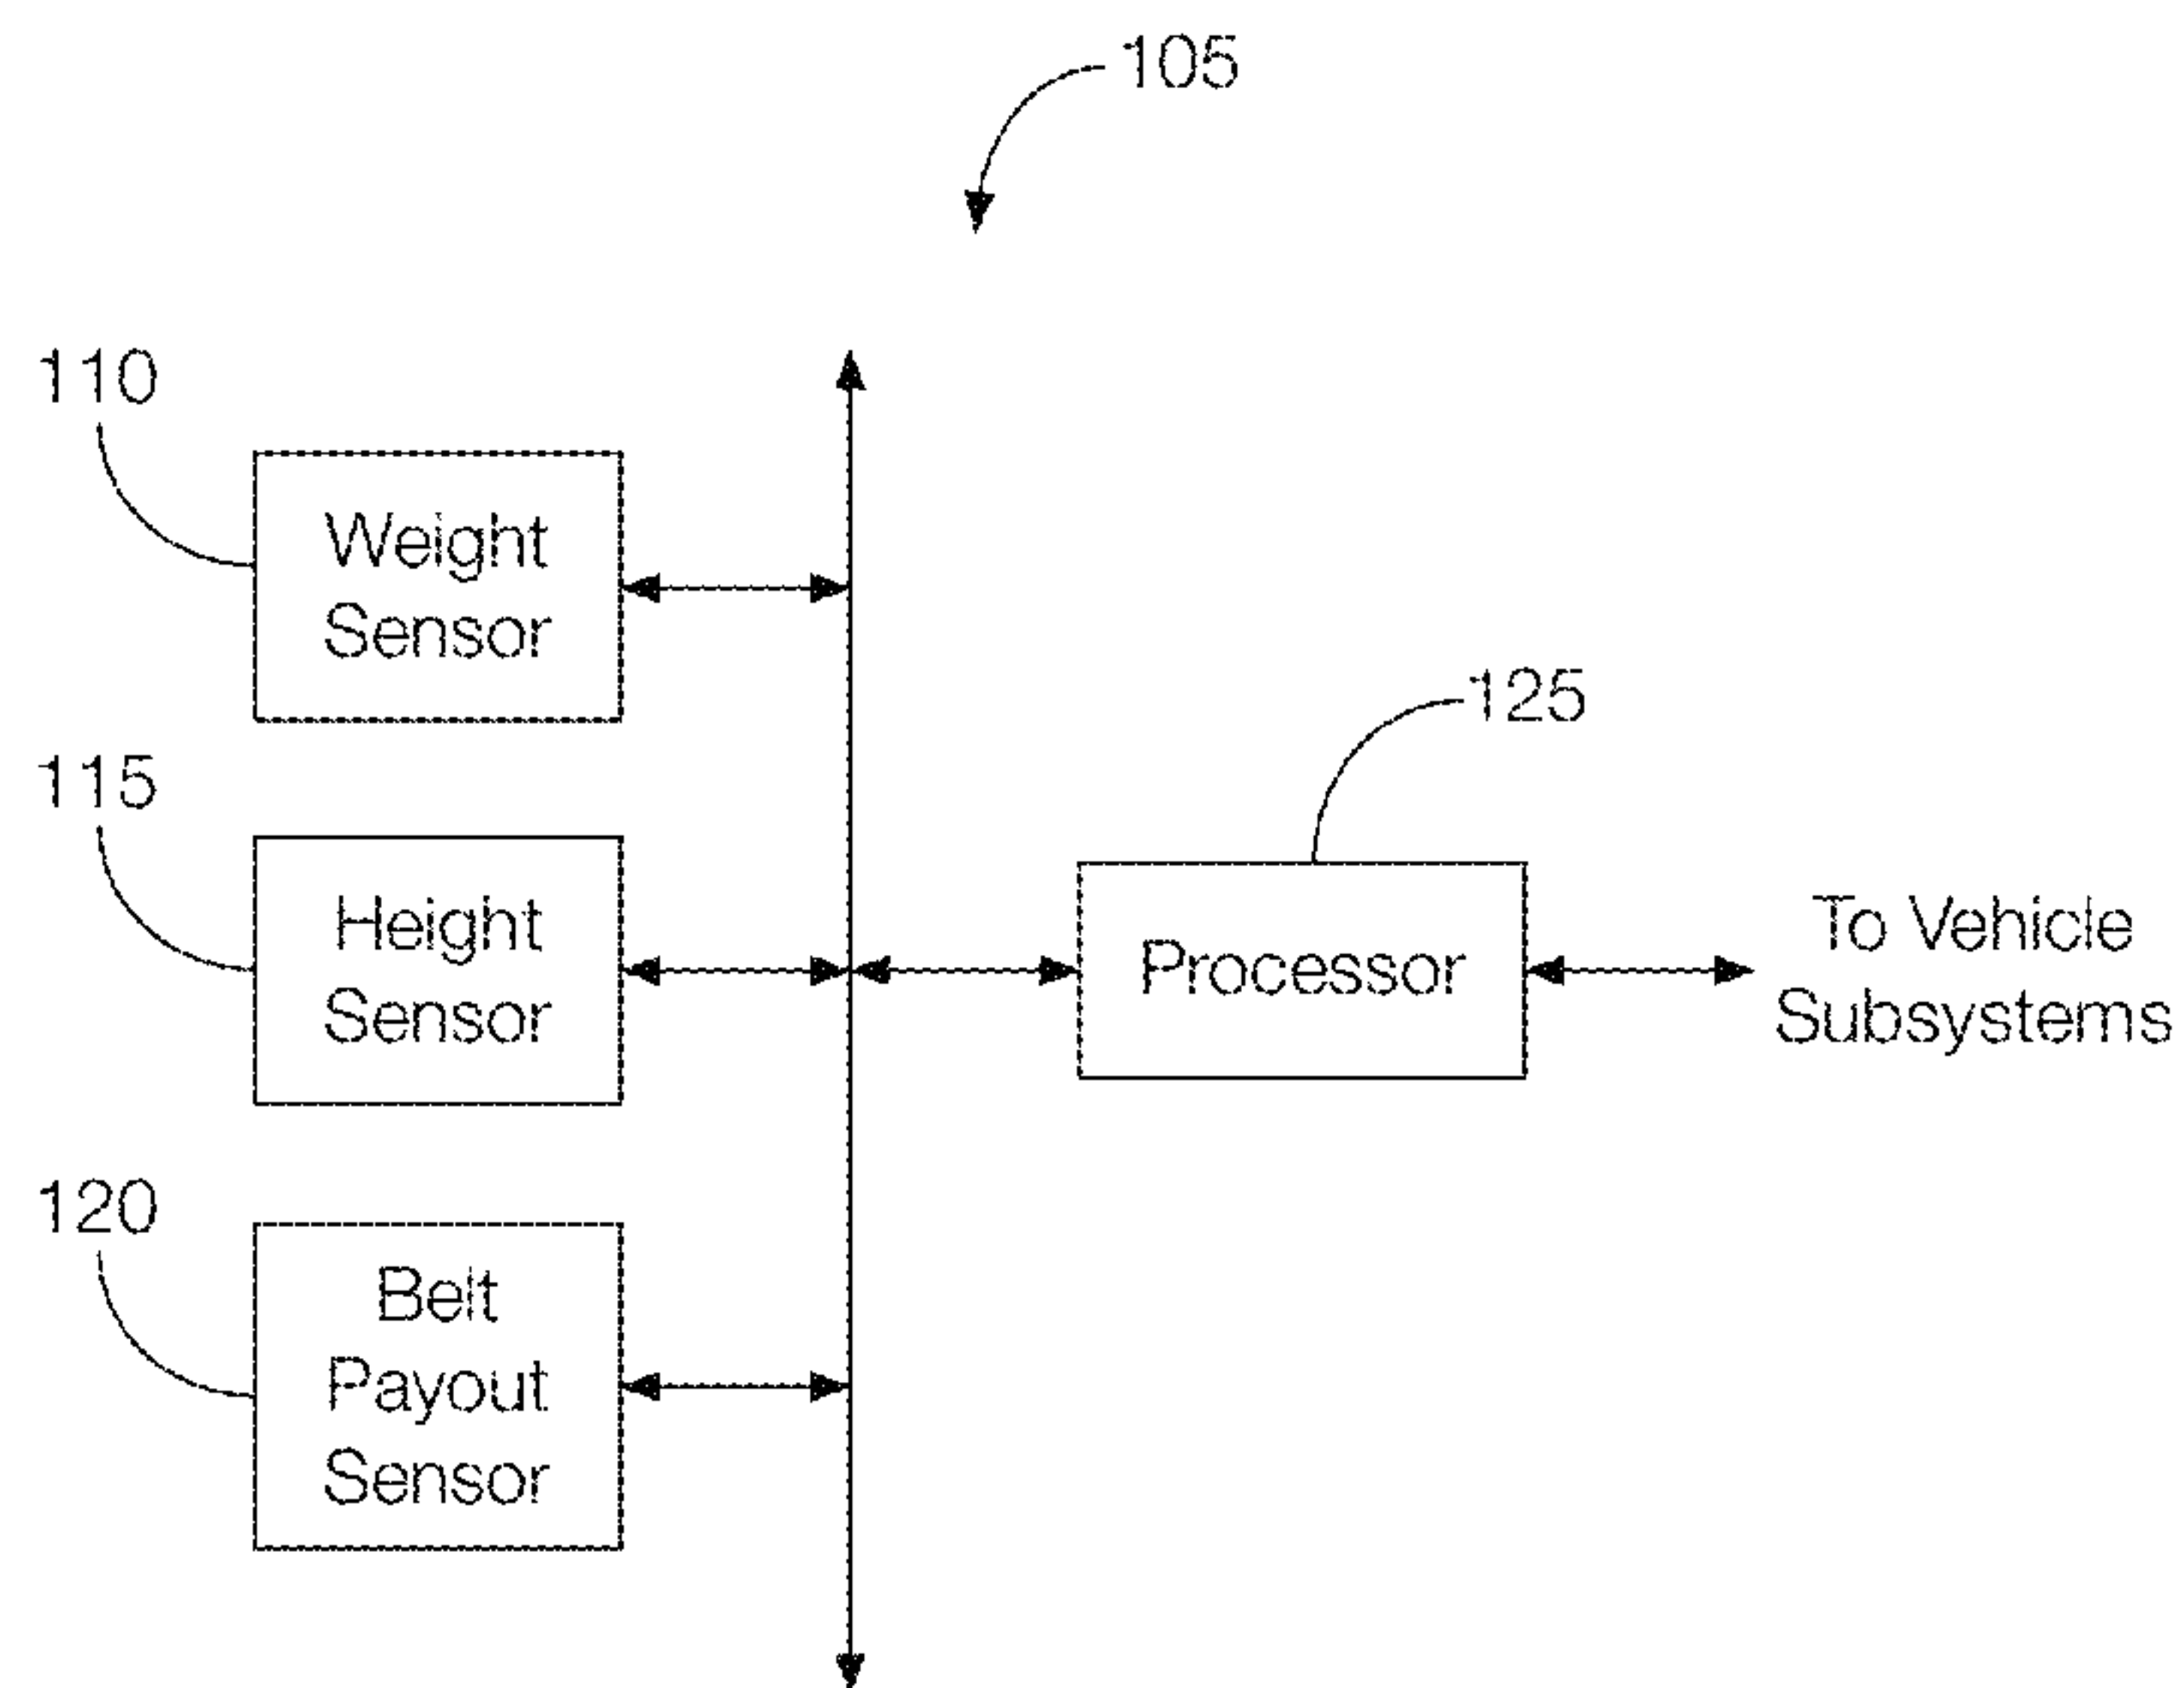 105
110
Weight
Sensor
125
115
Height
Sensor
Processor
To Vehicle
Subsystems
120
Belt
Payout
Sensor